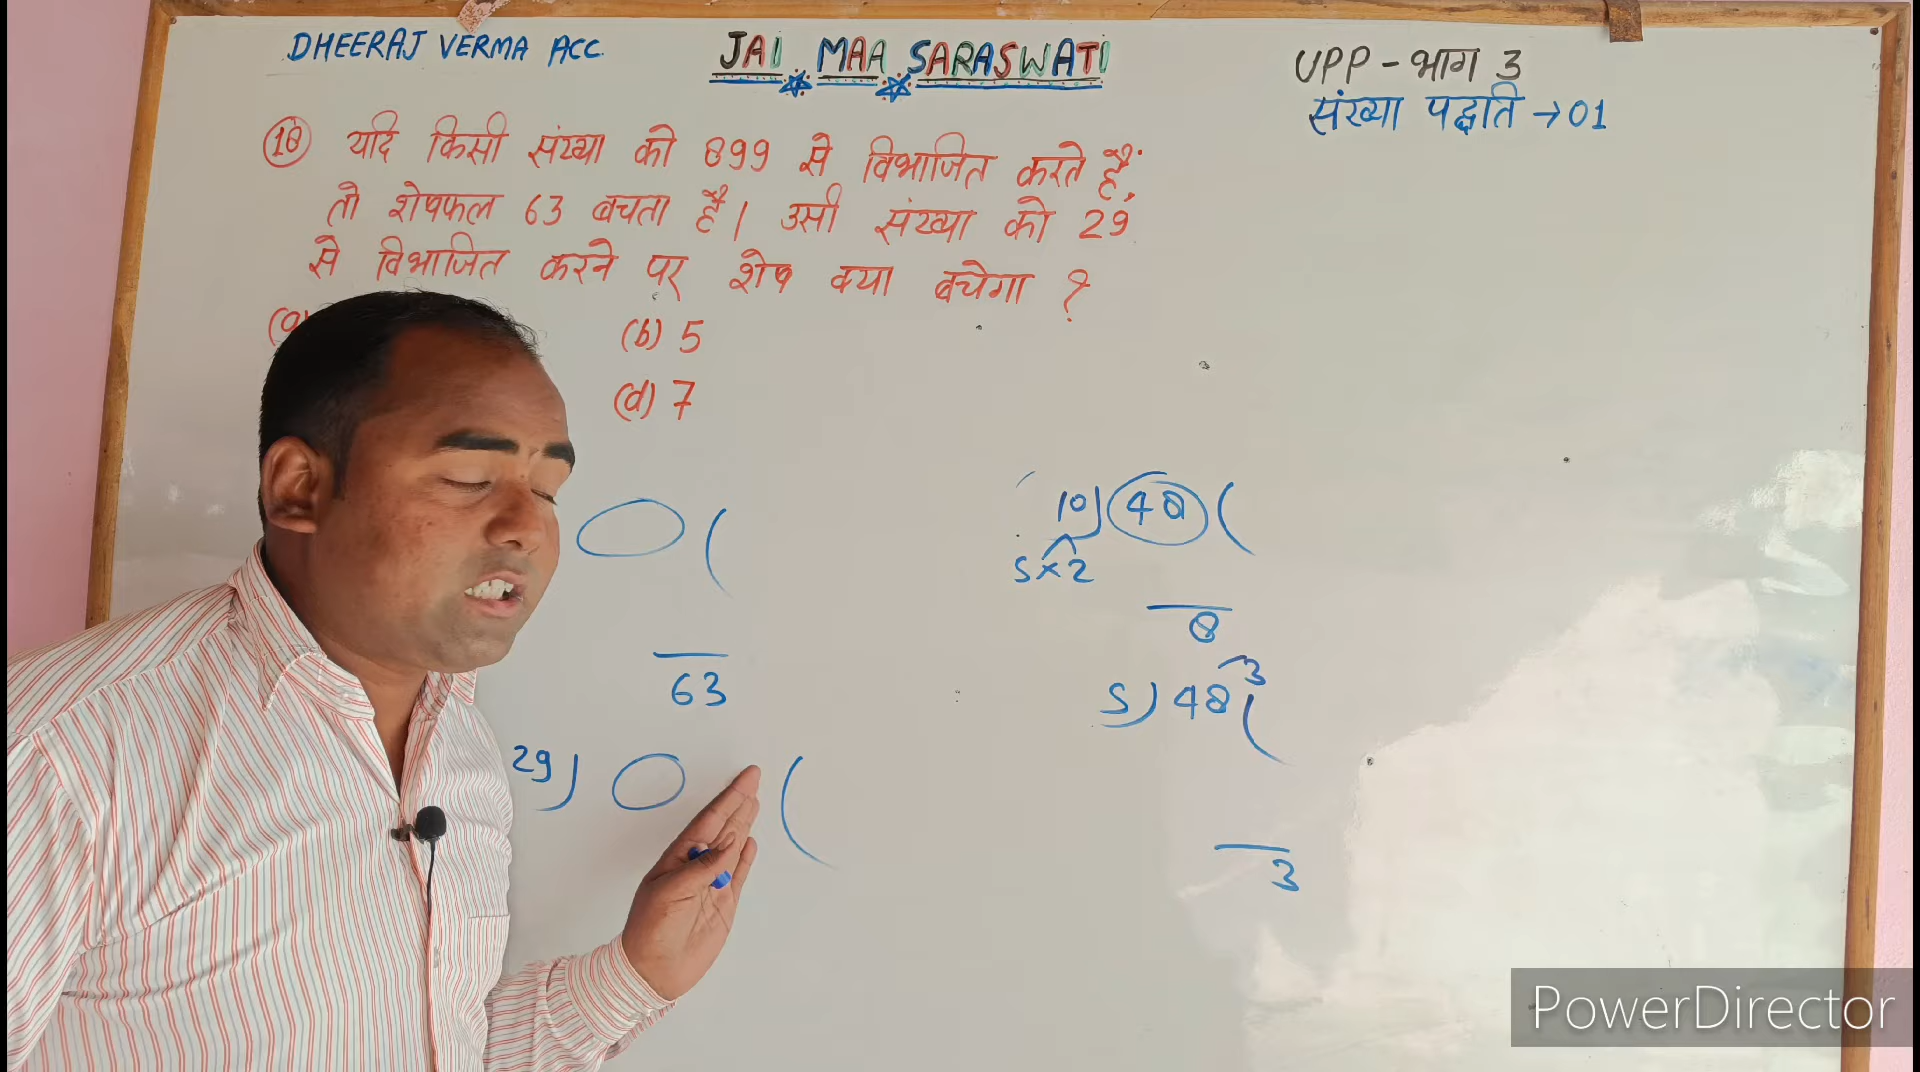 DHEERAJ VERMA ACC.
JAI MAA SARASWATI
UPP - भाग 3
संख्या पद्धति → 01
(18) यदि किसी संख्या को 899 से विभाजित करते हैं,
तो शेषफल 63 बचता है। उसी संख्या को 29
से विभाजित करने पर शेष क्या बचेगा ?
(a) (b) 5
(d) 7
(
63
29) (
10) 48 (
5×2
8
5) 48 ( 3
3
PowerDirector